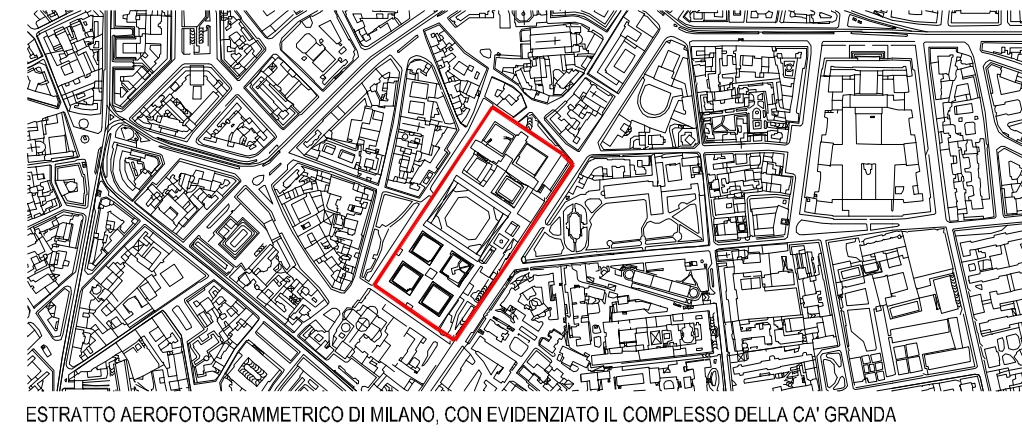 ESTRATTO AEROFOTOGRAMMETRICO DI MILANO, CON EVIDENZIATO IL COMPLESSO DELLA CA' GRANDA